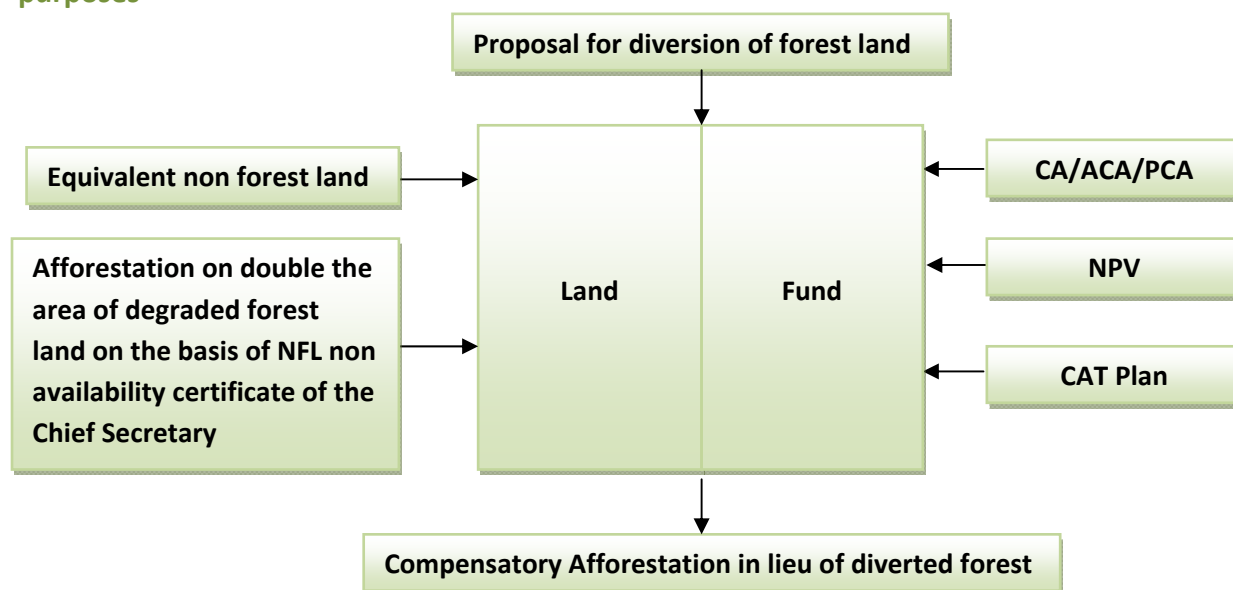 purposes
Proposal for diversion of forest land
Equivalent non forest land
Afforestation on double the
area of degraded forest
land on the basis of NFL non
availability certificate of the
Chief Secretary
Land
Fund
CA/ACA/PCA
NPV
CAT Plan
Compensatory Afforestation in lieu of diverted forest